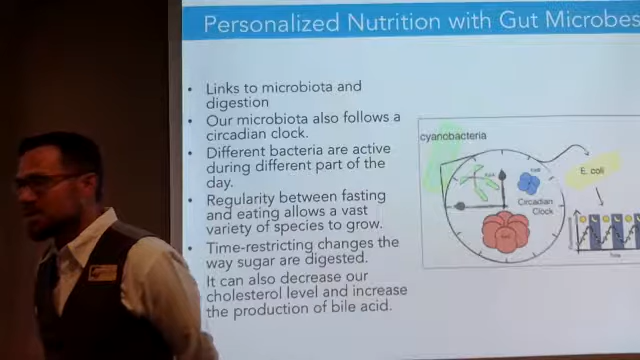 Personalized Nutrition with Gut Microbes
Links to microbiota and
digestion
Our microbiota also follows a
circadian clock.
Different bacteria are active
during different part of the
day.
Regularity between fasting
and eating allows a vast
variety of species to grow.
Time-restricting changes the
way sugar are digested.
It can also decrease our
cholesterol level and increase
the production of bile acid.
cyanobacteria
E. coli
Circadian
Clock
Time